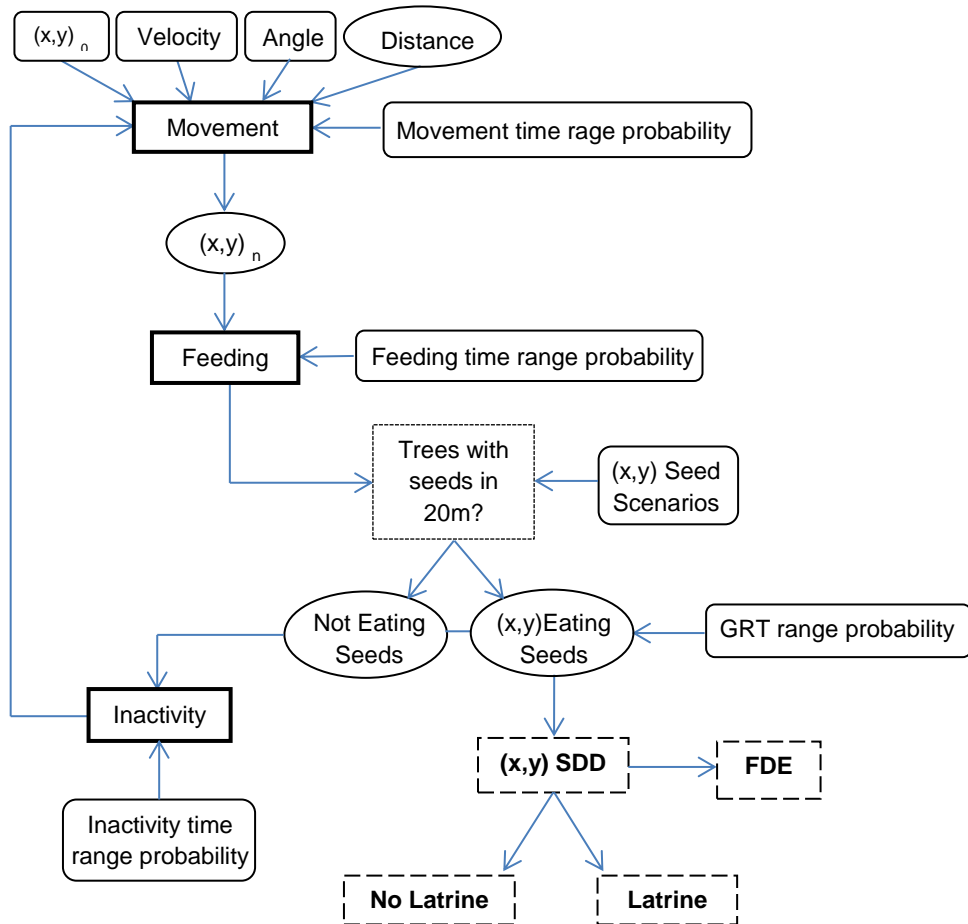 (x,y) 0
Velocity
Angle
Distance
Movement
Movement time rage probability
(x,y) n
Feeding
Feeding time range probability
Trees with
seeds in
20m?
(x,y) Seed
Scenarios
Not Eating
Seeds
(x,y)Eating
Seeds
GRT range probability
Inactivity
(x,y) SDD
FDE
Inactivity time
range probability
No Latrine
Latrine